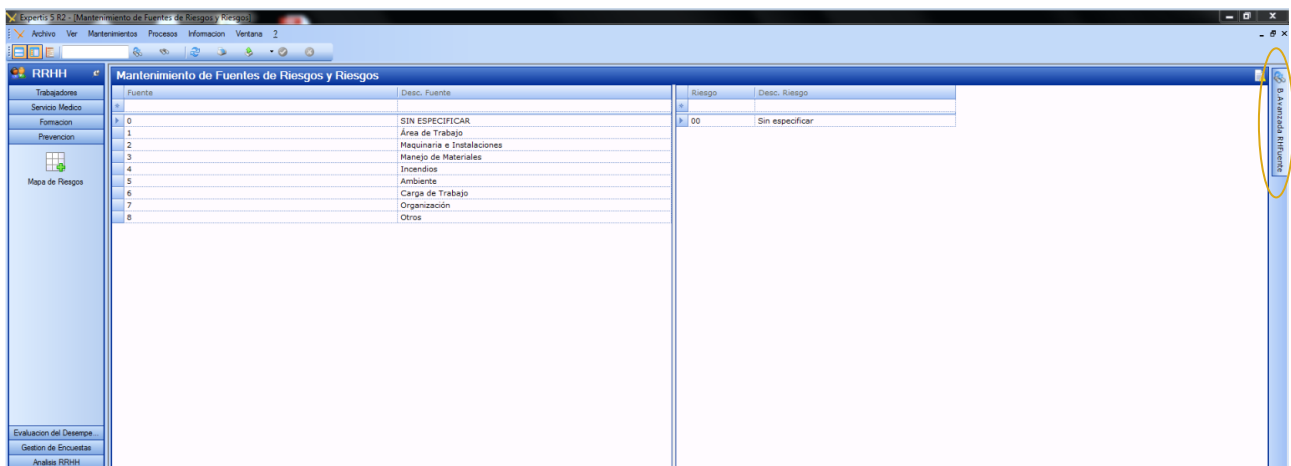 Expertis 5 R2 - [Mantenimiento de Fuentes de Riesgos y Riesgos]
Archivo Ver Mantenimientos Procesos Informacion Ventana ?
RRHH
Mantenimiento de Fuentes de Riesgos y Riesgos
Trabajadores
Servicio Medico
Formacion
Prevencion
Mapa de Riesgos
Evaluacion del Desempe...
Gestion de Encuestas
Analisis RRHH
Fuente Desc. Fuente
0 SIN ESPECIFICAR
1 Área de Trabajo
2 Maquinaria e Instalaciones
3 Manejo de Materiales
4 Incendios
5 Ambiente
6 Carga de Trabajo
7 Organización
8 Otros
Riesgo Desc. Riesgo
00 Sin especificar
B. Avanzada RHFuente